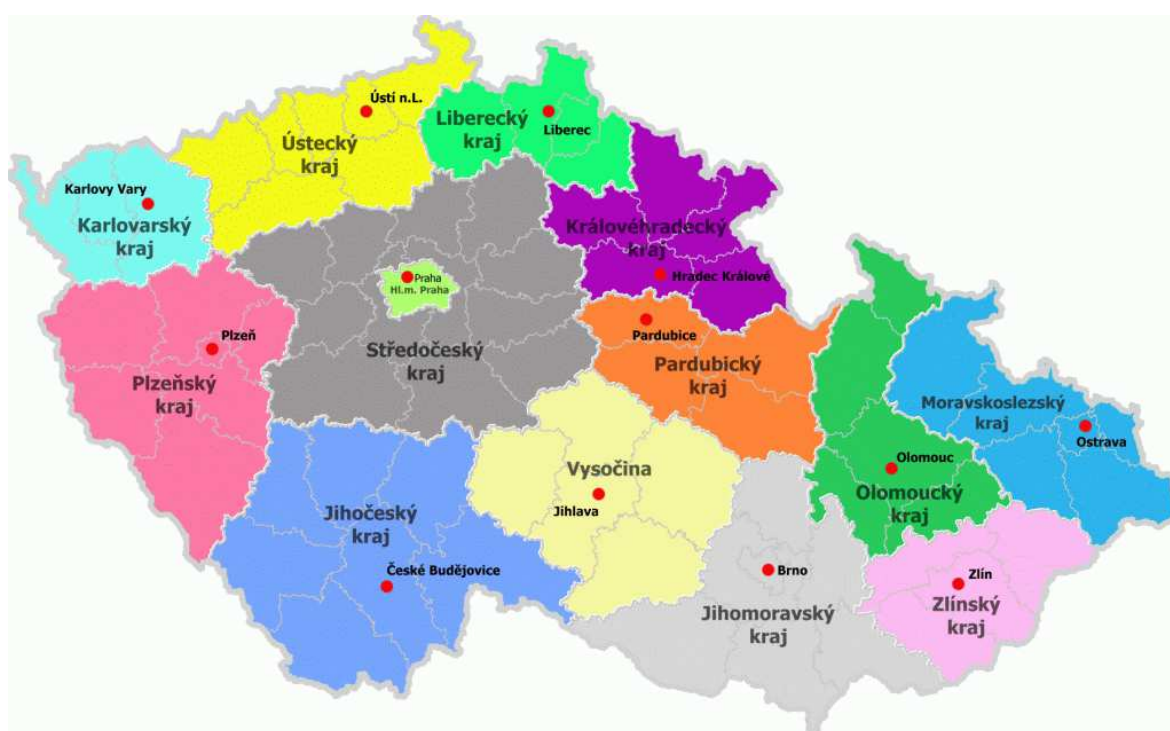 Ústí n.L.
Ústecký
kraj
Liberecký
kraj
Liberec
Karlovy Vary
Karlovarský
kraj
Královéhradecký
kraj
Hradec Králové
Praha
Hl.m. Praha
Středočeský
kraj
Plzeň
Plzeňský
kraj
Pardubice
Pardubický
kraj
Moravskoslezský
kraj
Ostrava
Olomouc
Olomoucký
kraj
Vysočina
Jihlava
Jihočeský
kraj
České Budějovice
Brno
Jihomoravský
kraj
Zlín
Zlínský
kraj